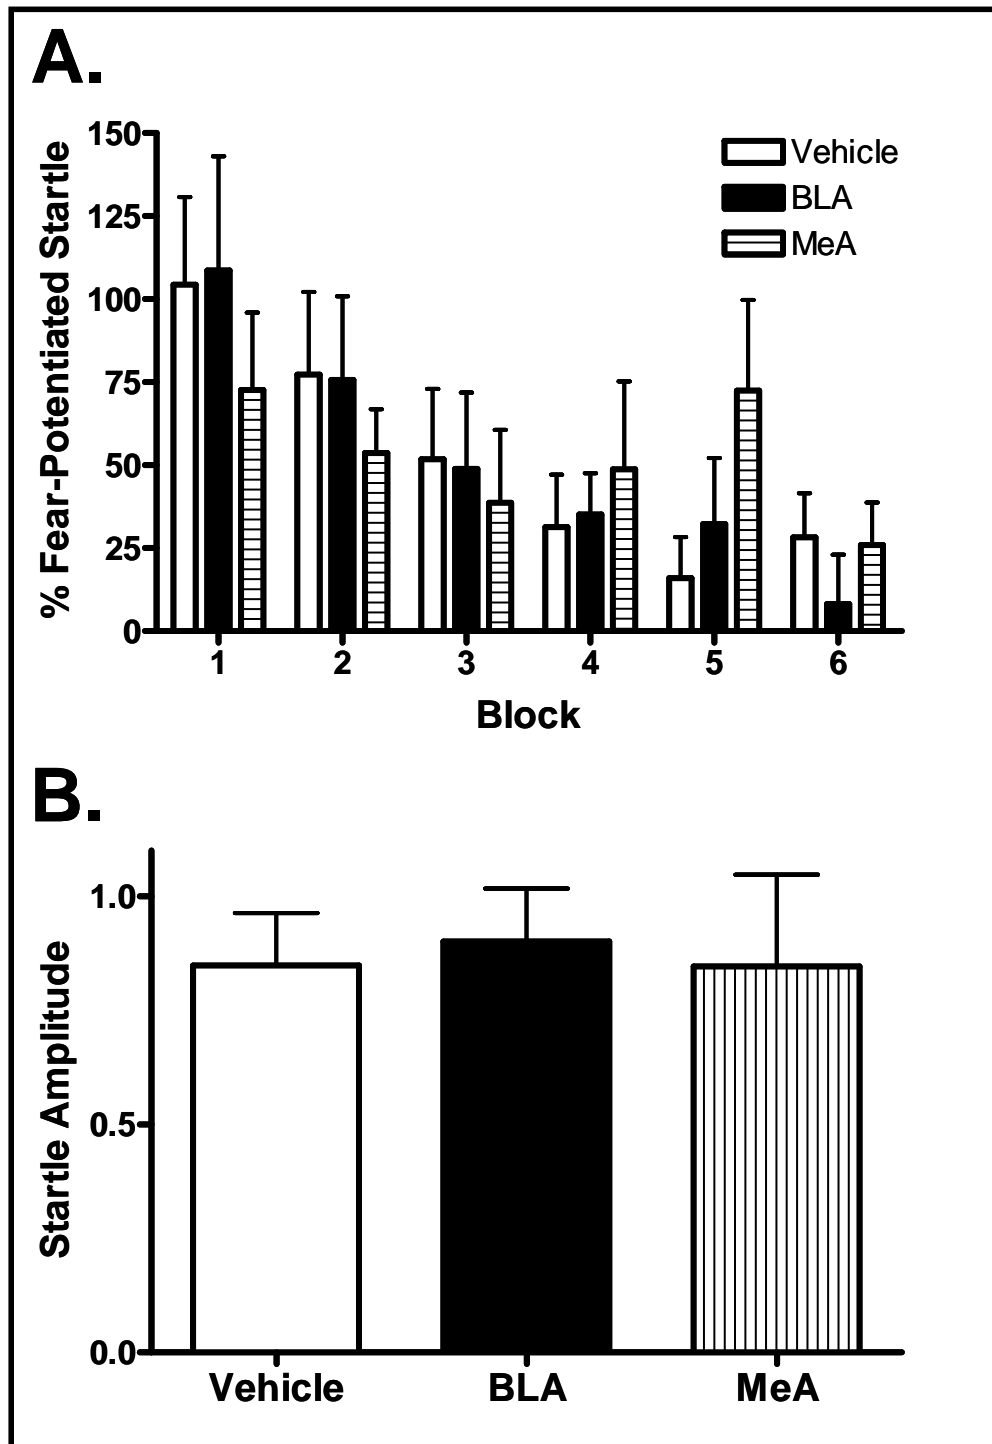 A.
% Fear-Potentiated Startle
150
125
100
75
50
25
0
Vehicle
BLA
MeA
1 2 3 4 5 6
Block
B.
Startle Amplitude
1.0
0.5
0.0
Vehicle BLA MeA